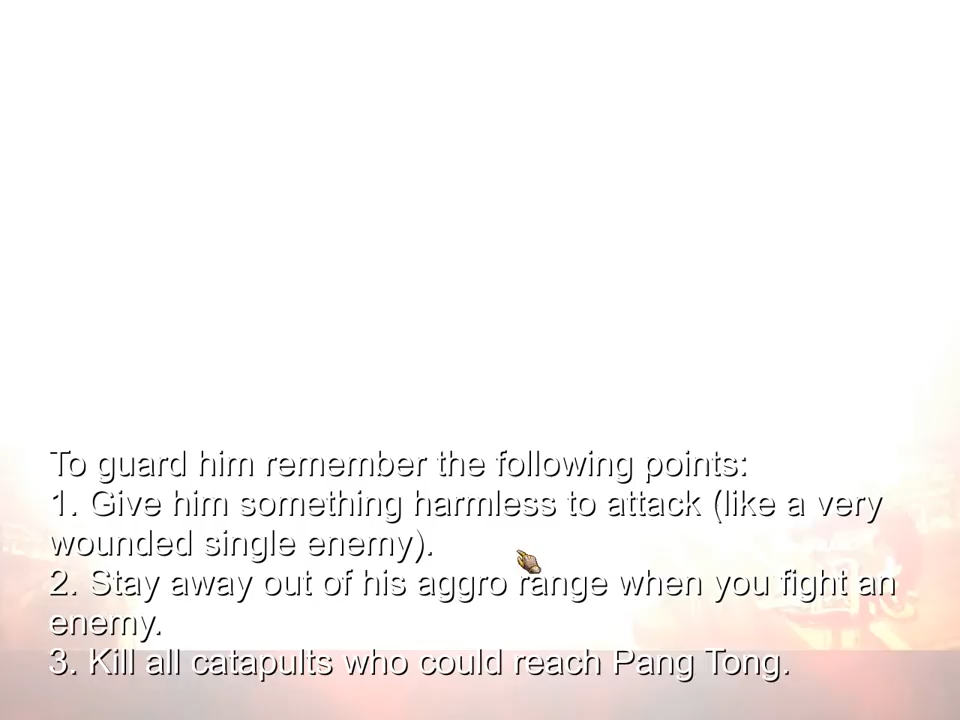 To guard him remember the following points:
1. Give him something harmless to attack (like a very
wounded single enemy).
2. Stay away out of his aggro range when you fight an
enemy.
3. Kill all catapults who could reach Pang Tong.